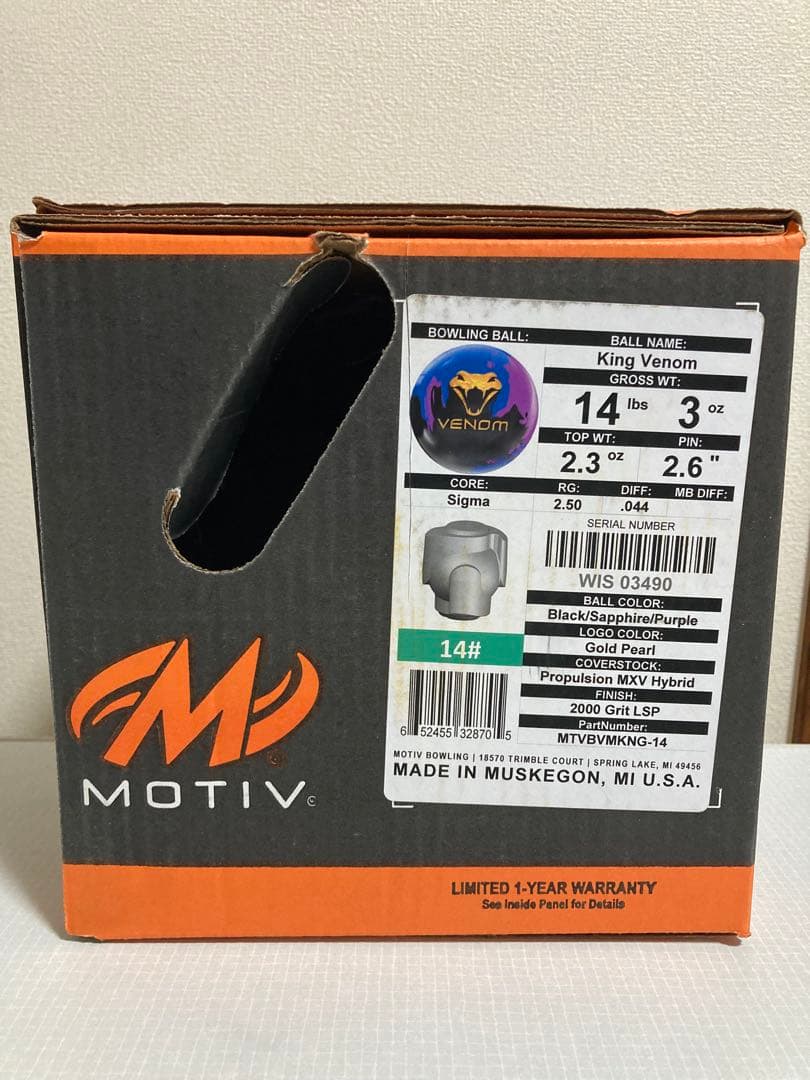 BOWLING BALL:
VENOM
BALL NAME:
King Venom
GROSS WT:
14 lbs 3 oz
TOP WT: PIN:
2.3 oz 2.6 "
CORE: RG: DIFF: MB DIFF:
Sigma 2.50 .044
SERIAL NUMBER
WIS 03490
BALL COLOR:
Black/Sapphire/Purple
LOGO COLOR:
Gold Pearl
COVERSTOCK:
Propulsion MXV Hybrid
FINISH:
2000 Grit LSP
PartNumber:
MTVBVMKNG-14
14#
6 52455 32870 5
MOTIV BOWLING | 18570 TRIMBLE COURT | SPRING LAKE, MI 49456
MADE IN MUSKEGON, MI U.S.A.
MOTIV
LIMITED 1-YEAR WARRANTY
See Inside Panel for Details